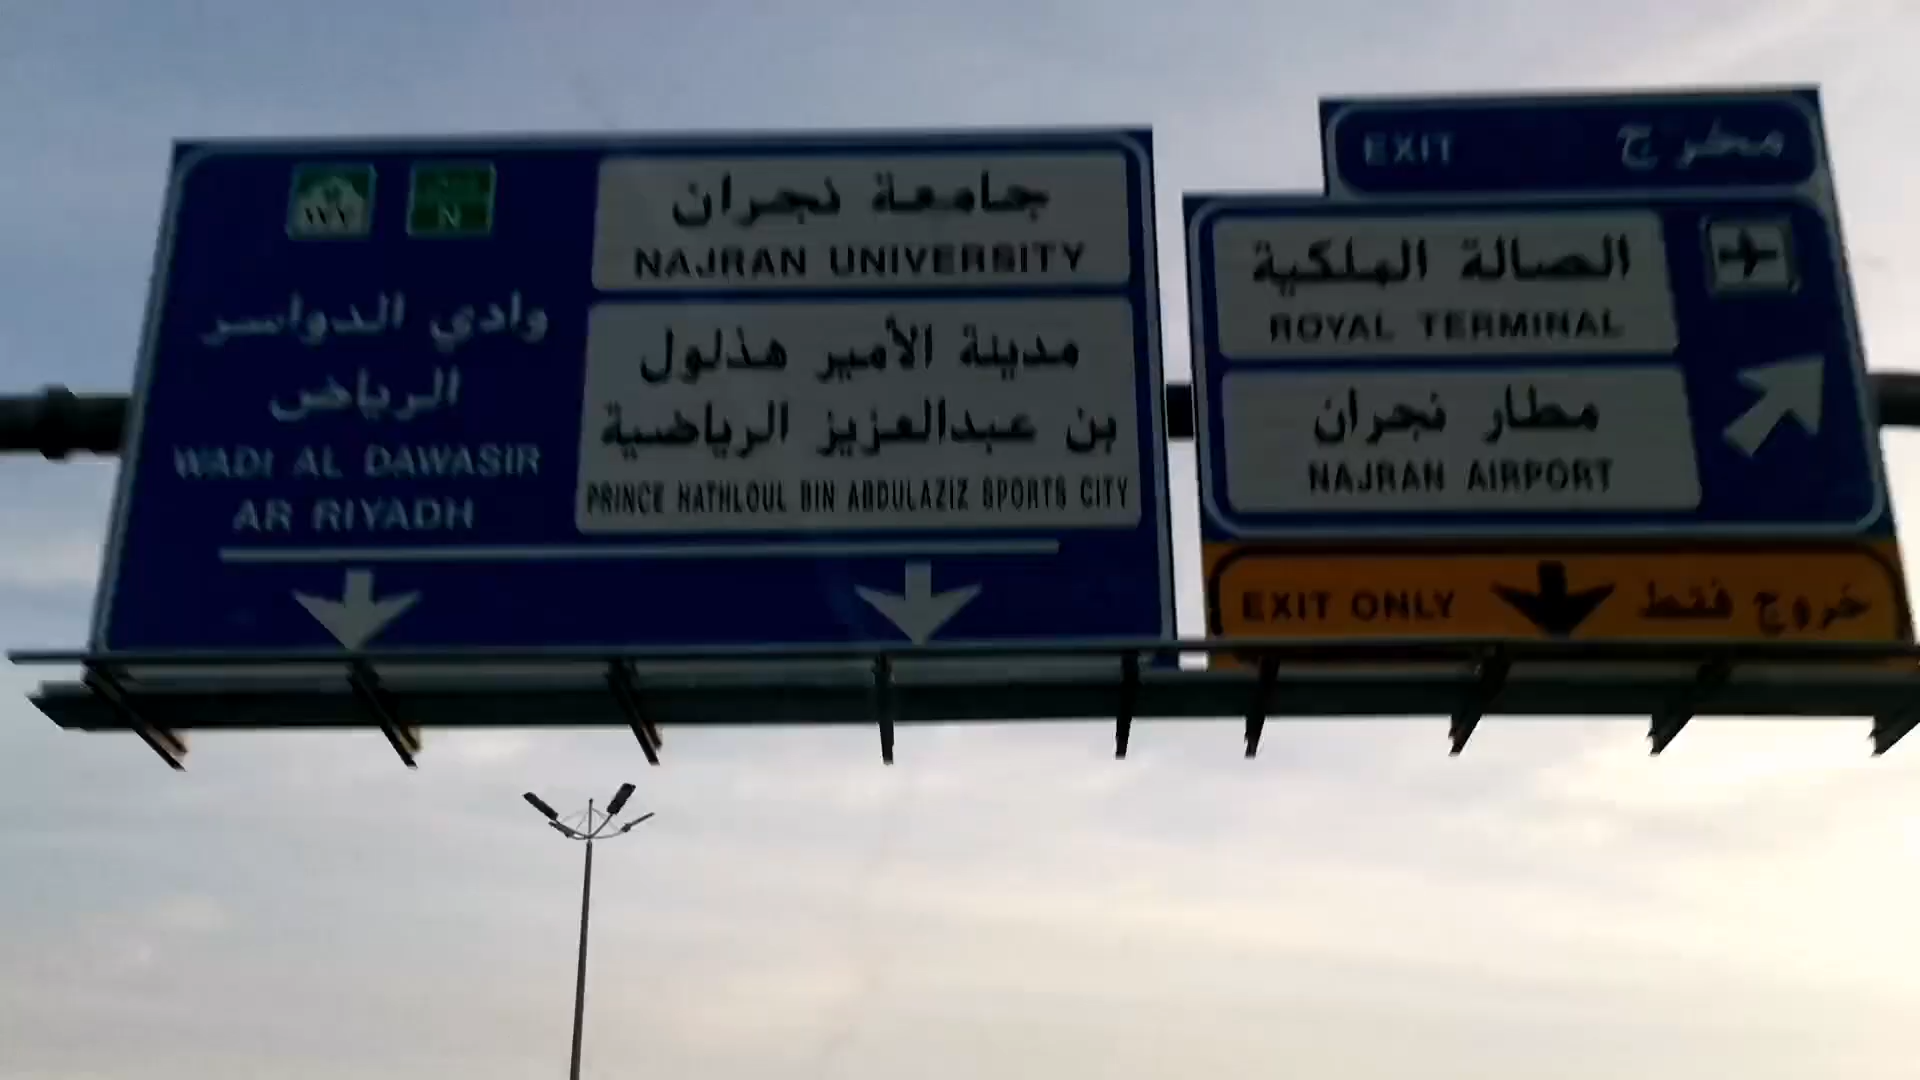 N
جامعة نجران
NAJRAN UNIVERSITY
وادي الدواسر
الرياض
WADI AL DAWASIR
AR RIYADH
مدينة الأمير هذلول
بن عبدالعزيز الرياضية
PRINCE HATHLOUL BIN ABDULAZIZ SPORTS CITY
EXIT مخرج
الصالة الملكية
ROYAL TERMINAL
مطار نجران
NAJRAN AIRPORT
EXIT ONLY خروج فقط